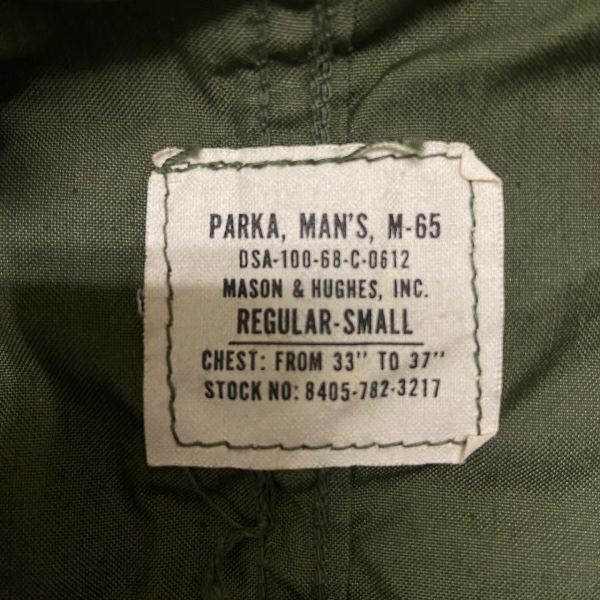 PARKA, MAN'S, M-65
DSA-100-68-C-0612
MASON & HUGHES, INC.
REGULAR-SMALL
CHEST: FROM 33" TO 37"
STOCK NO: 8405-782-3217